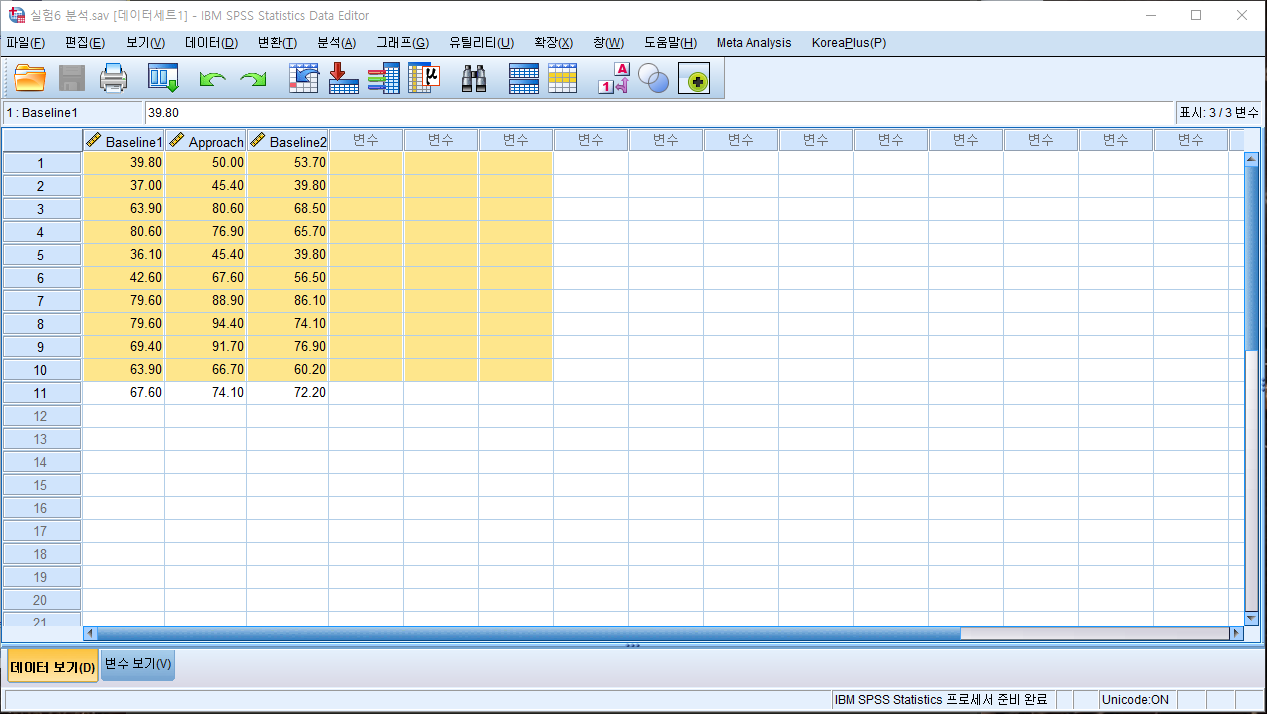 실험6 분석.sav [데이터세트1] - IBM SPSS Statistics Data Editor
파일(F) 편집(E) 보기(V) 데이터(D) 변환(T) 분석(A) 그래프(G) 유틸리티(U) 확장(X) 창(W) 도움말(H) Meta Analysis KoreaPlus(P)
1 : Baseline1 39.80 표시: 3 / 3 변수
Baseline1 Approach Baseline2 변수 변수 변수 변수 변수 변수 변수 변수 변수 변수 변수 변수
1 39.80 50.00 53.70
2 37.00 45.40 39.80
3 63.90 80.60 68.50
4 80.60 76.90 65.70
5 36.10 45.40 39.80
6 42.60 67.60 56.50
7 79.60 88.90 86.10
8 79.60 94.40 74.10
9 69.40 91.70 76.90
10 63.90 66.70 60.20
11 67.60 74.10 72.20
12
13
14
15
16
17
18
19
20
21
데이터 보기(D) 변수 보기(V)
IBM SPSS Statistics 프로세서 준비 완료 Unicode:ON